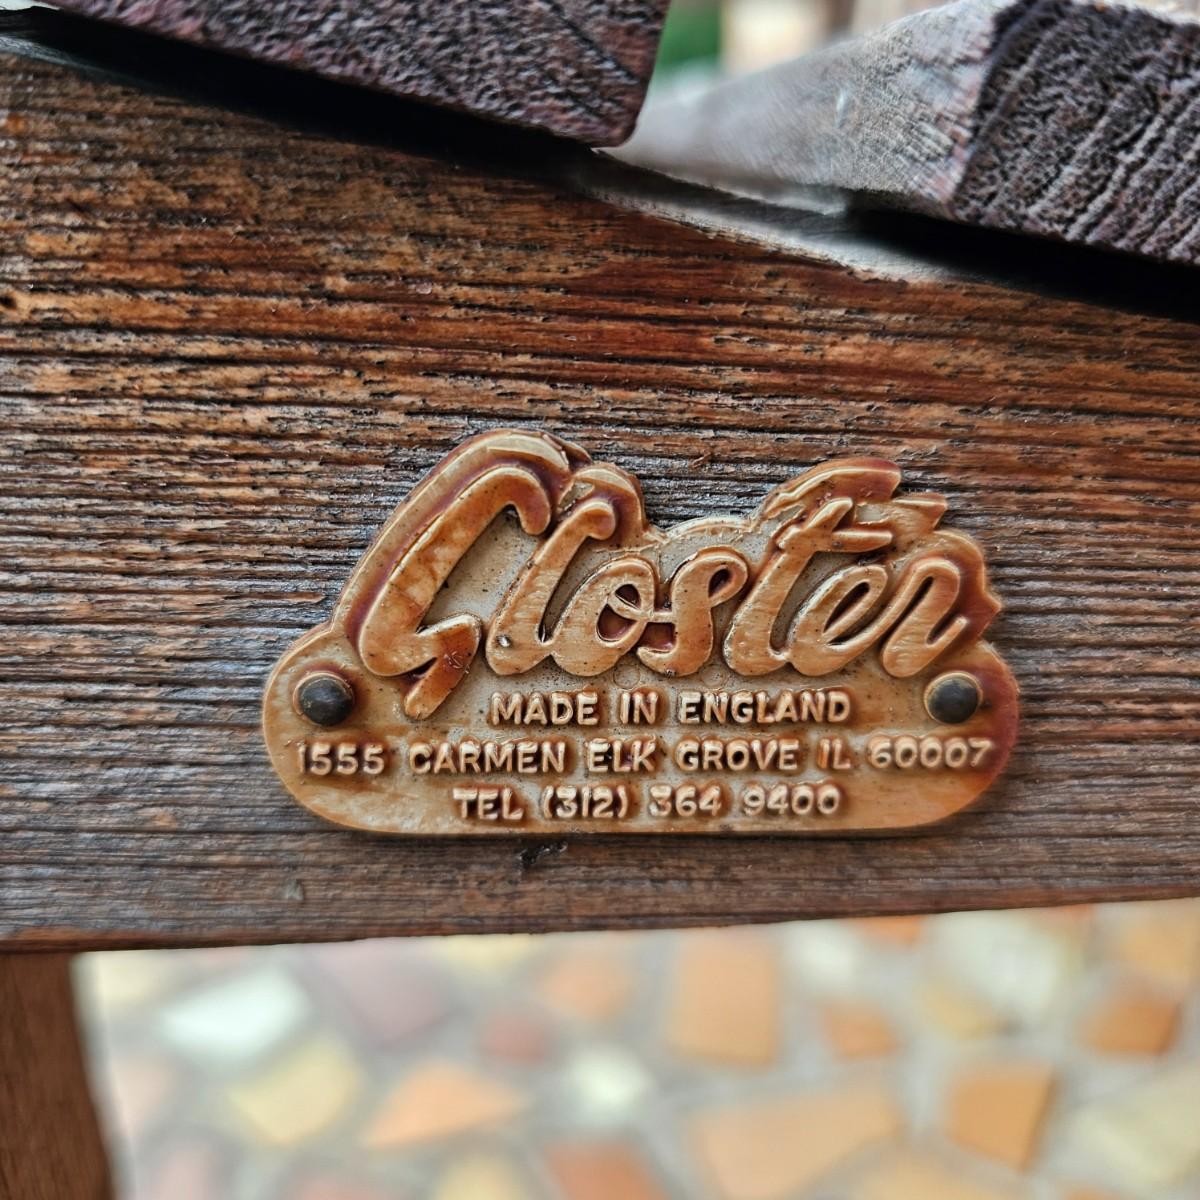 Gloster
MADE IN ENGLAND
1555 CARMEN ELK GROVE IL 60007
TEL (312) 364 9400